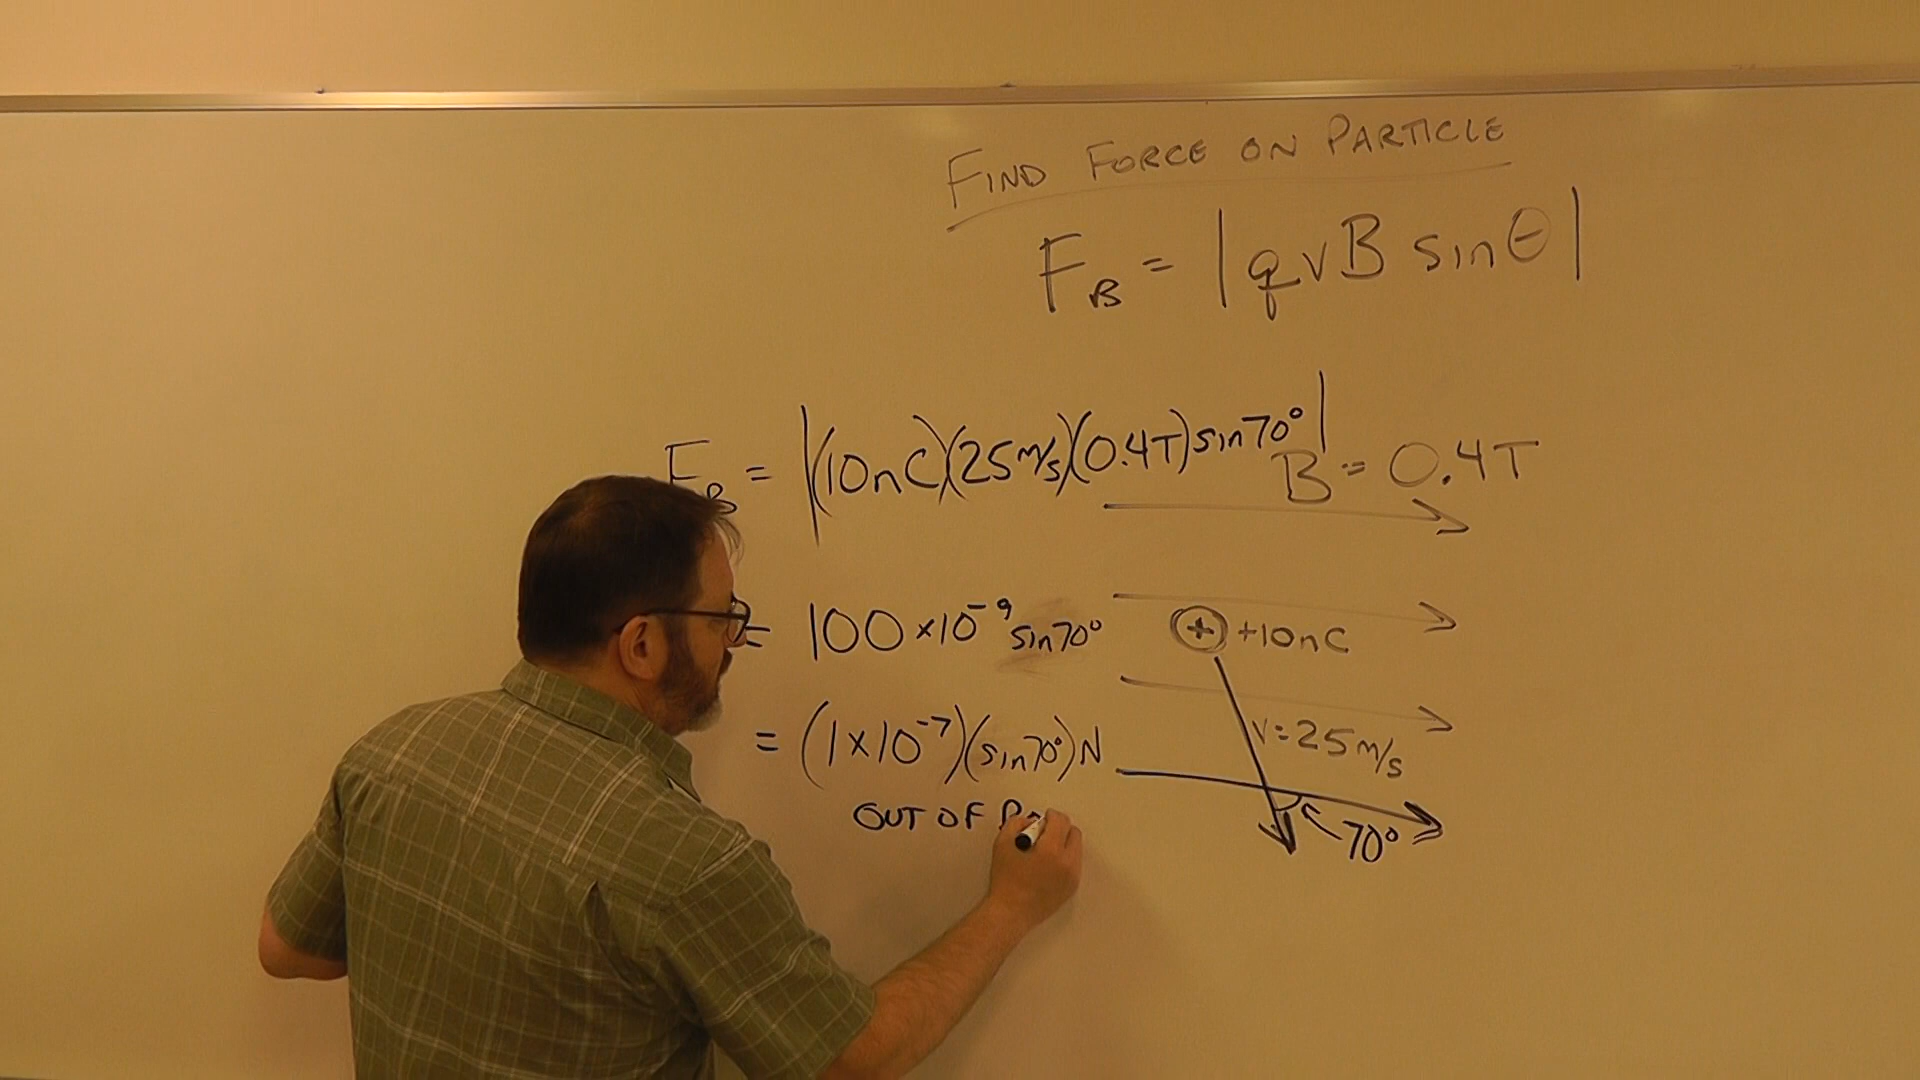 FIND FORCE ON PARTICLE
F_B = |qvB sinθ|
F_B = |(10nC)(25m/s)(0.4T)sin70°|
B = 0.4T
= 100×10⁻⁹ sin70°
+ +10nC
= (1×10⁻⁷)(sin70°)N
v=25m/s
OUT OF
70°